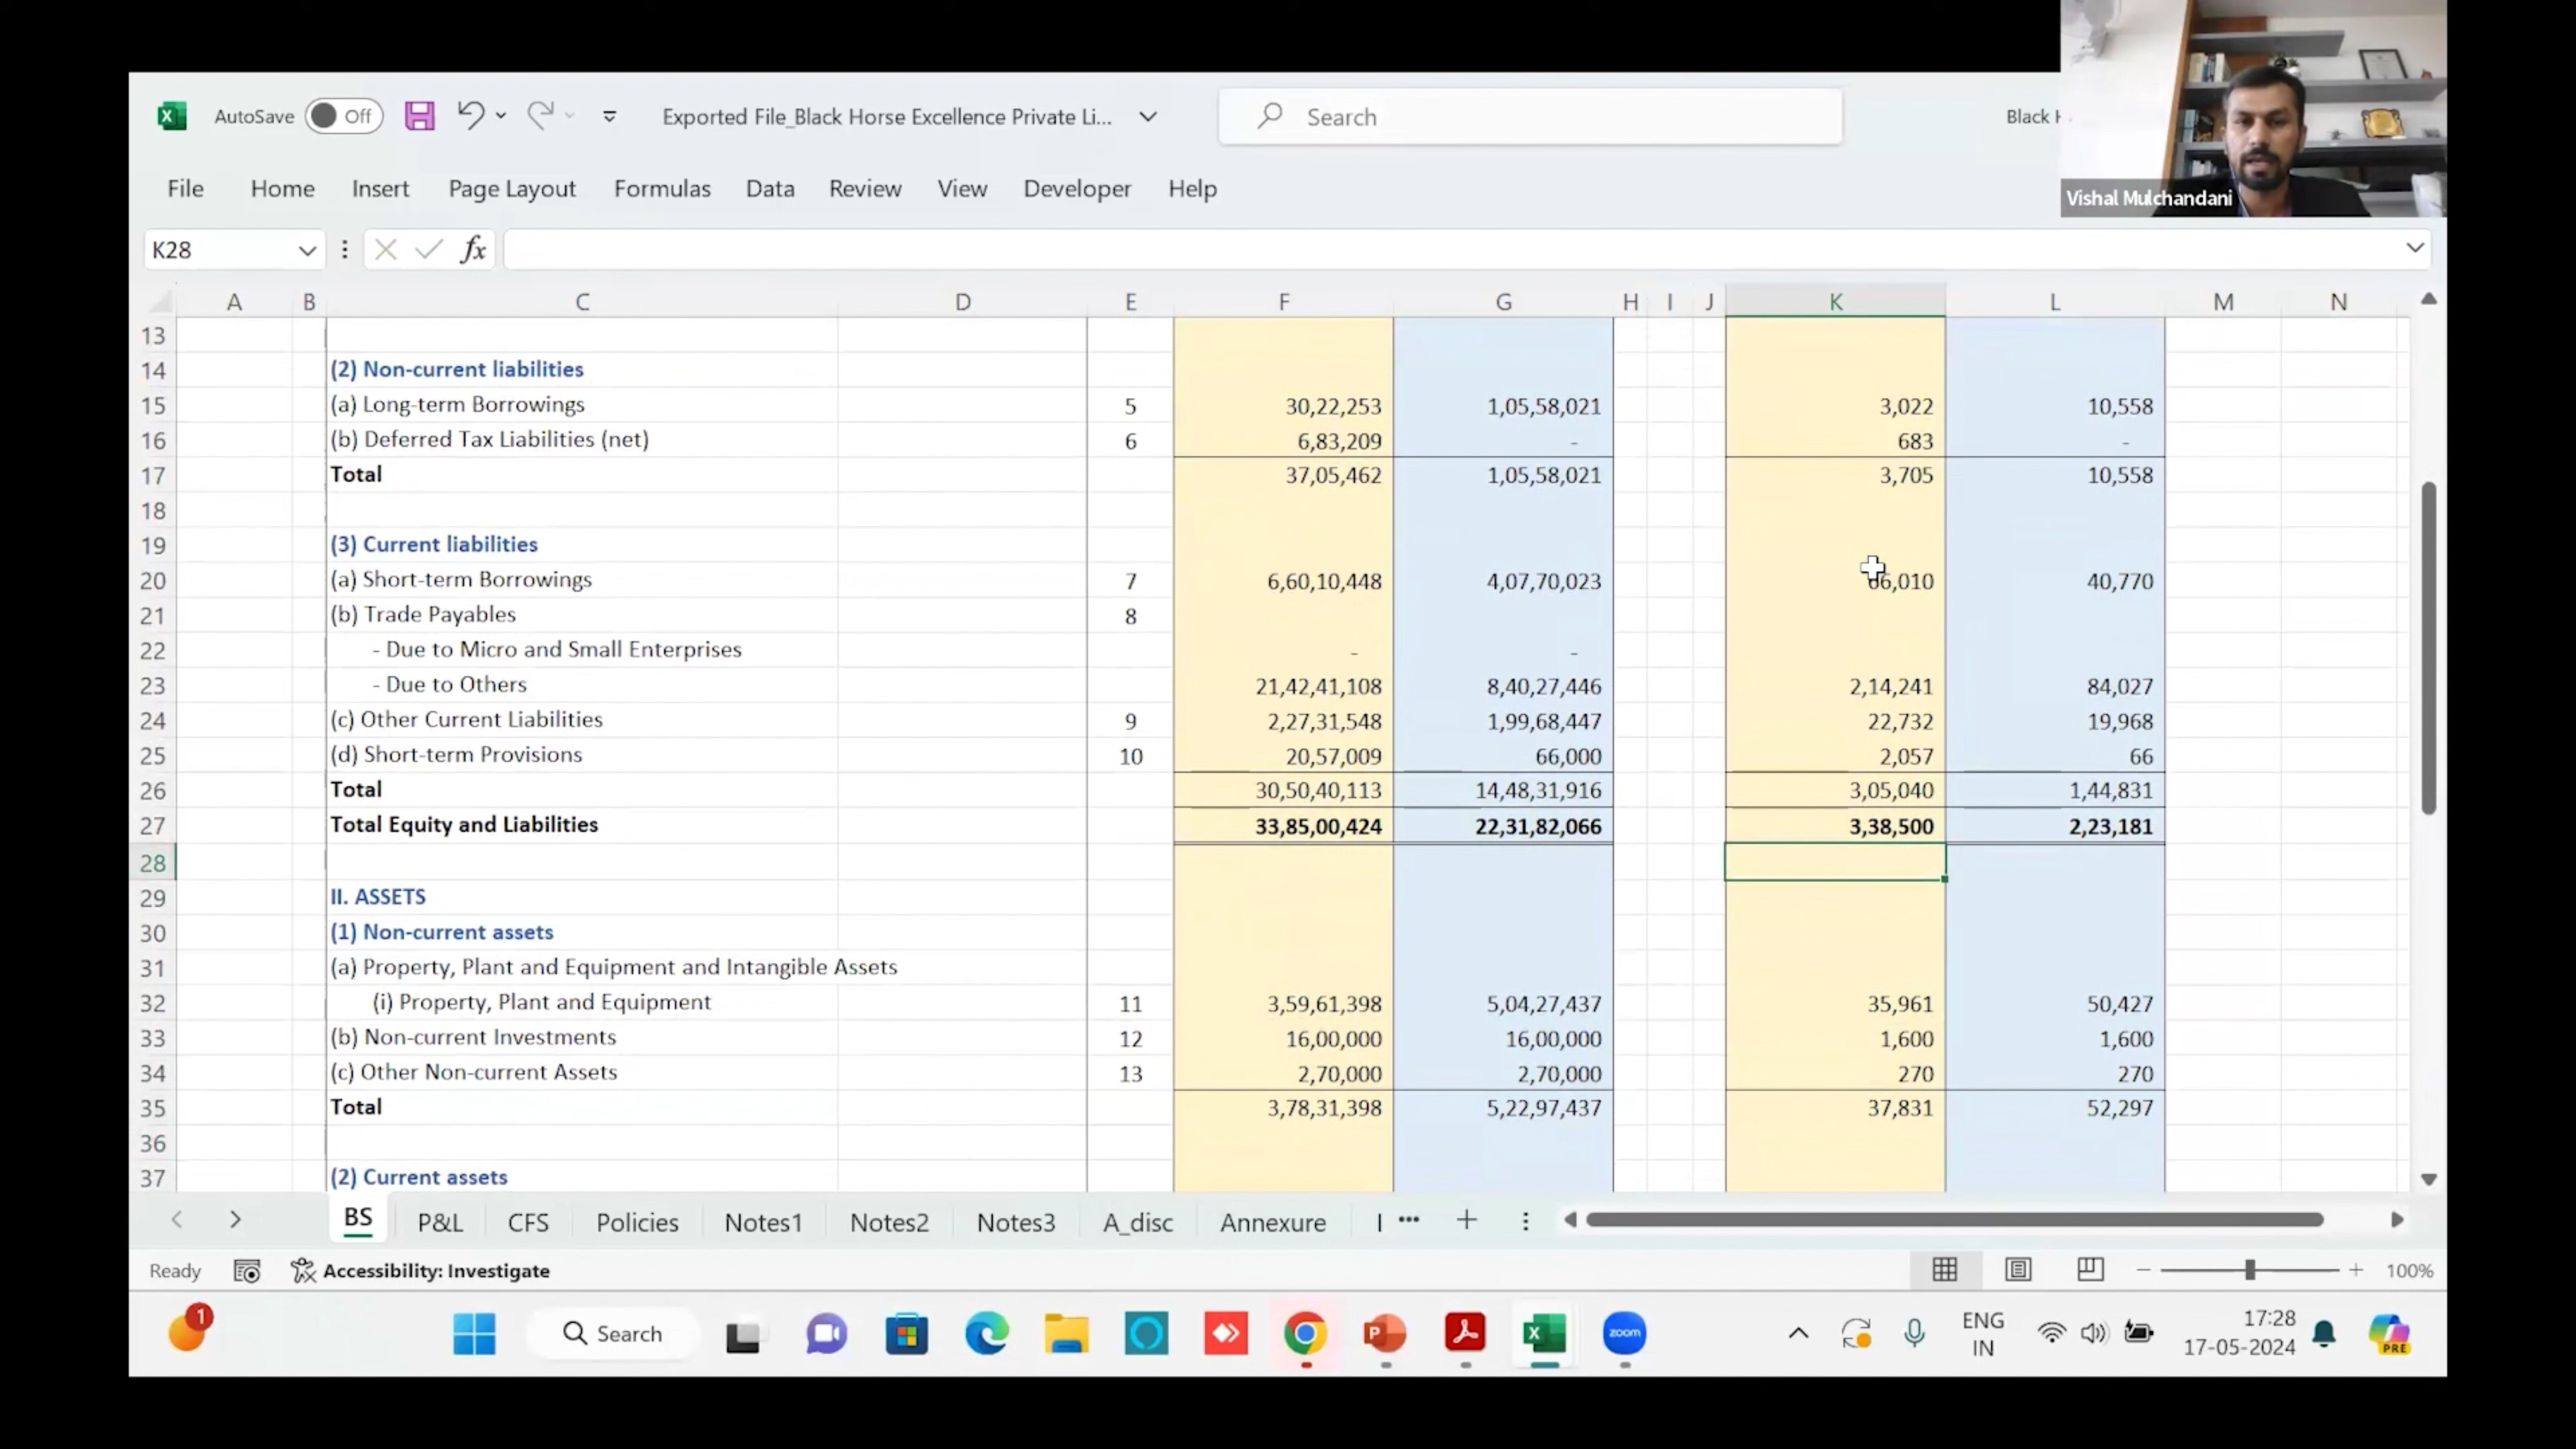 AutoSave Off Exported File_Black Horse Excellence Private Li... Search Black H
Vishal Mulchandani
File Home Insert Page Layout Formulas Data Review View Developer Help
K28 fx
A B C D E F G H I J K L M N
13
14 (2) Non-current liabilities
15 (a) Long-term Borrowings 5 30,22,253 1,05,58,021 3,022 10,558
16 (b) Deferred Tax Liabilities (net) 6 6,83,209 - 683 -
17 Total 37,05,462 1,05,58,021 3,705 10,558
18
19 (3) Current liabilities
20 (a) Short-term Borrowings 7 6,60,10,448 4,07,70,023 66,010 40,770
21 (b) Trade Payables 8
22 - Due to Micro and Small Enterprises - -
23 - Due to Others 21,42,41,108 8,40,27,446 2,14,241 84,027
24 (c) Other Current Liabilities 9 2,27,31,548 1,99,68,447 22,732 19,968
25 (d) Short-term Provisions 10 20,57,009 66,000 2,057 66
26 Total 30,50,40,113 14,48,31,916 3,05,040 1,44,831
27 Total Equity and Liabilities 33,85,00,424 22,31,82,066 3,38,500 2,23,181
28
29 II. ASSETS
30 (1) Non-current assets
31 (a) Property, Plant and Equipment and Intangible Assets
32 (i) Property, Plant and Equipment 11 3,59,61,398 5,04,27,437 35,961 50,427
33 (b) Non-current Investments 12 16,00,000 16,00,000 1,600 1,600
34 (c) Other Non-current Assets 13 2,70,000 2,70,000 270 270
35 Total 3,78,31,398 5,22,97,437 37,831 52,297
36
37 (2) Current assets
BS P&L CFS Policies Notes1 Notes2 Notes3 A_disc Annexure I ...
Ready Accessibility: Investigate 100%
1 Search zoom ENG 17:28
IN 17-05-2024 PRE